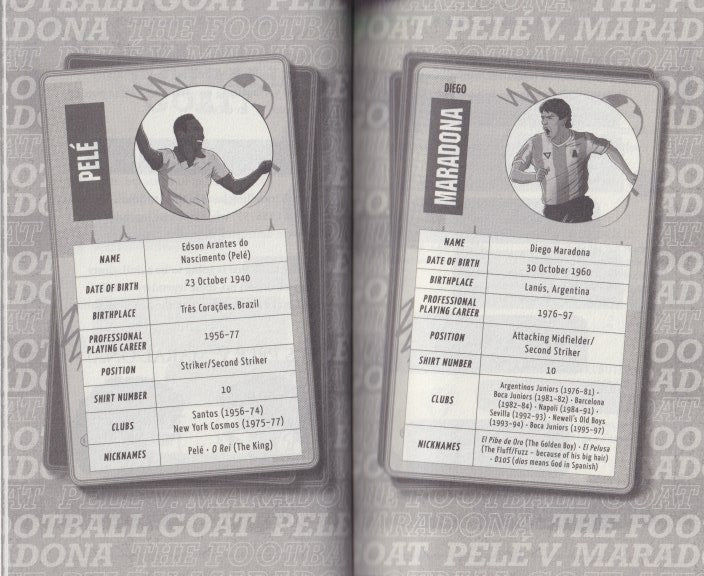 PELÉ
NAME
Edson Arantes do
Nascimento (Pelé)
DATE OF BIRTH
23 October 1940
BIRTHPLACE
Três Corações, Brazil
PROFESSIONAL
PLAYING CAREER
1956–77
POSITION
Striker/Second Striker
SHIRT NUMBER
10
CLUBS
Santos (1956–74)
New York Cosmos (1975–77)
NICKNAMES
Pelé · O Rei (The King)
DIEGO
MARADONA
NAME
Diego Maradona
DATE OF BIRTH
30 October 1960
BIRTHPLACE
Lanús, Argentina
PROFESSIONAL
PLAYING CAREER
1976–97
POSITION
Attacking Midfielder/
Second Striker
SHIRT NUMBER
10
CLUBS
Argentinos Juniors (1976–81) ·
Boca Juniors (1981–82) · Barcelona
(1982–84) · Napoli (1984–91) ·
Sevilla (1992–93) · Newell's Old Boys
(1993–94) · Boca Juniors (1995–97)
NICKNAMES
El Pibe de Oro (The Golden Boy) · El Pelusa
(The Fluff/Fuzz – because of his big hair)
· D10S (dios means God in Spanish)
FOOTBALL GOAT PELÉ
MARADONA THE FOOTBALL
GOAT PELÉ V. MARADONA